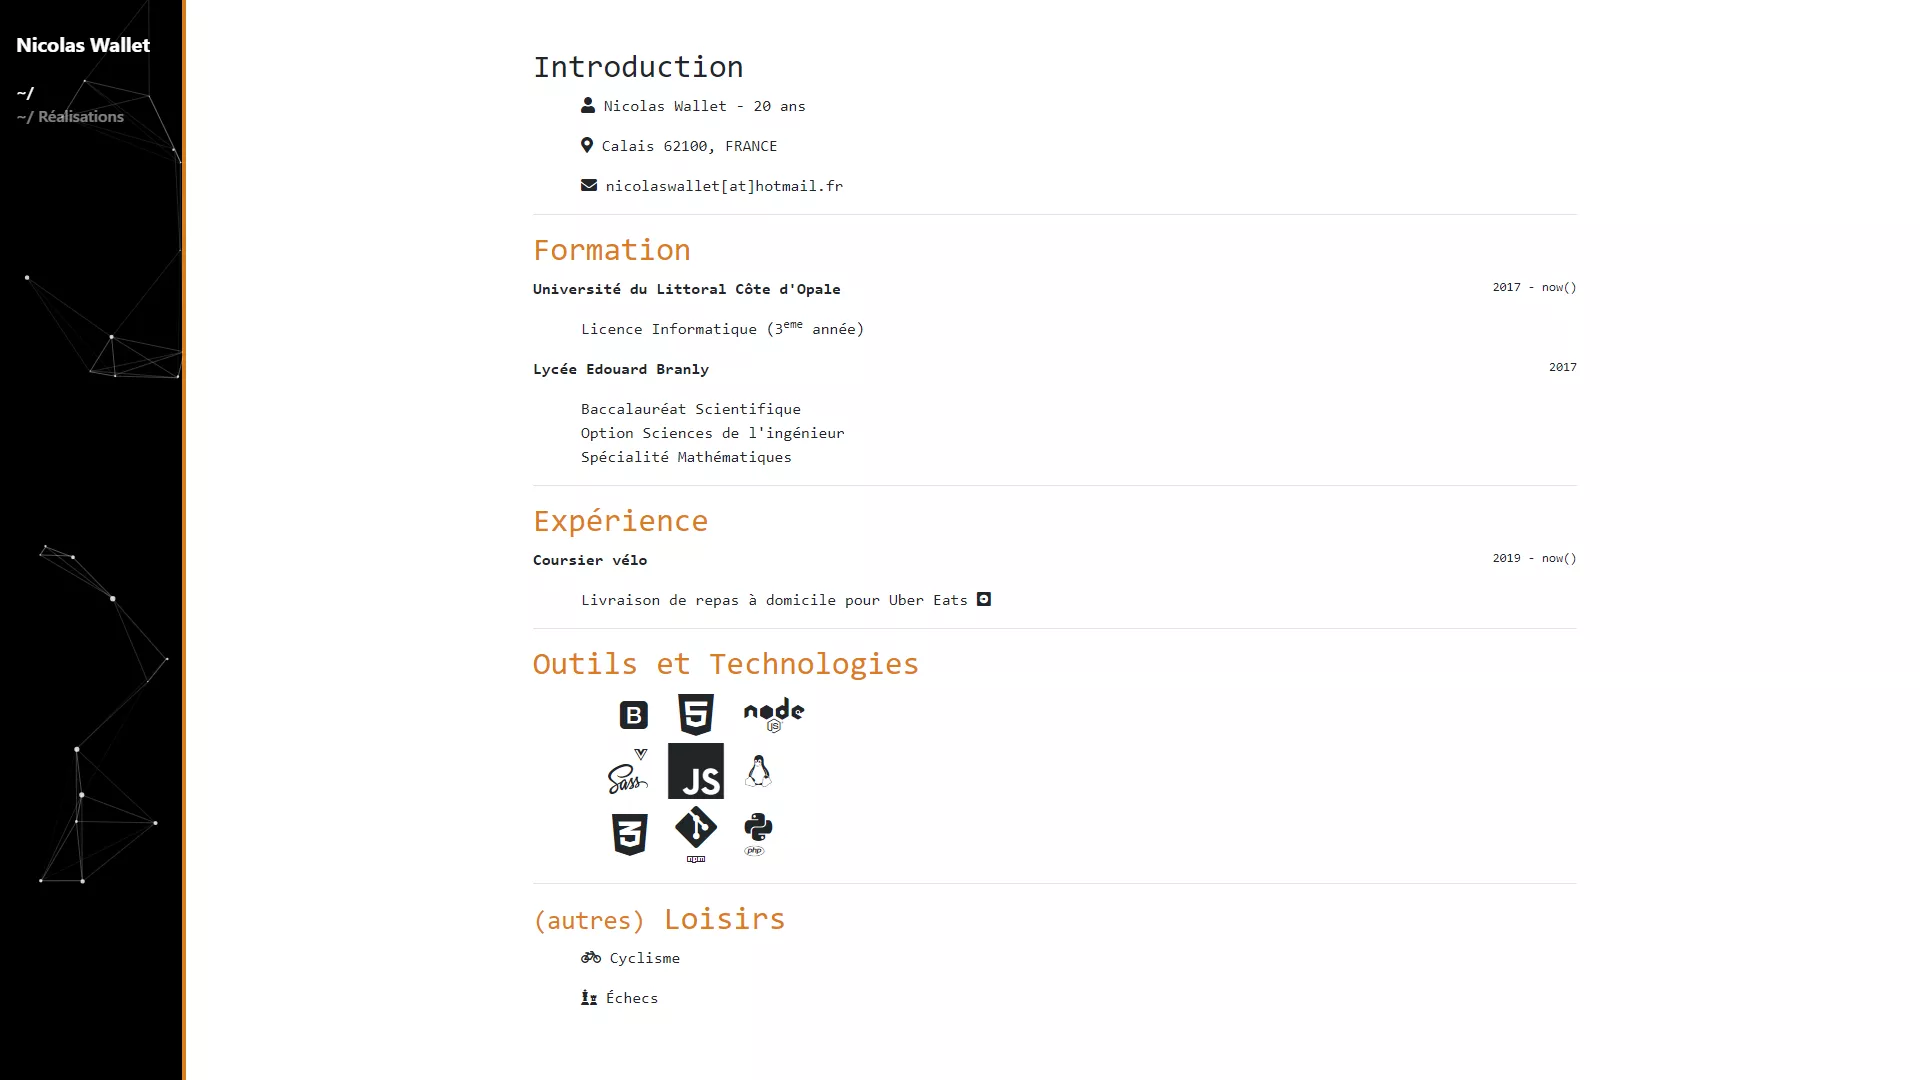 Nicolas Wallet
~/
~/ Réalisations
Introduction
Nicolas Wallet - 20 ans
Calais 62100, FRANCE
nicolaswallet[at]hotmail.fr
Formation
Université du Littoral Côte d'Opale 2017 - now()
Licence Informatique (3eme année)
Lycée Edouard Branly 2017
Baccalauréat Scientifique
Option Sciences de l'ingénieur
Spécialité Mathématiques
Expérience
Coursier vélo 2019 - now()
Livraison de repas à domicile pour Uber Eats
Outils et Technologies
B 5 node JS
Sass JS
3 npm php
(autres) Loisirs
Cyclisme
Échecs